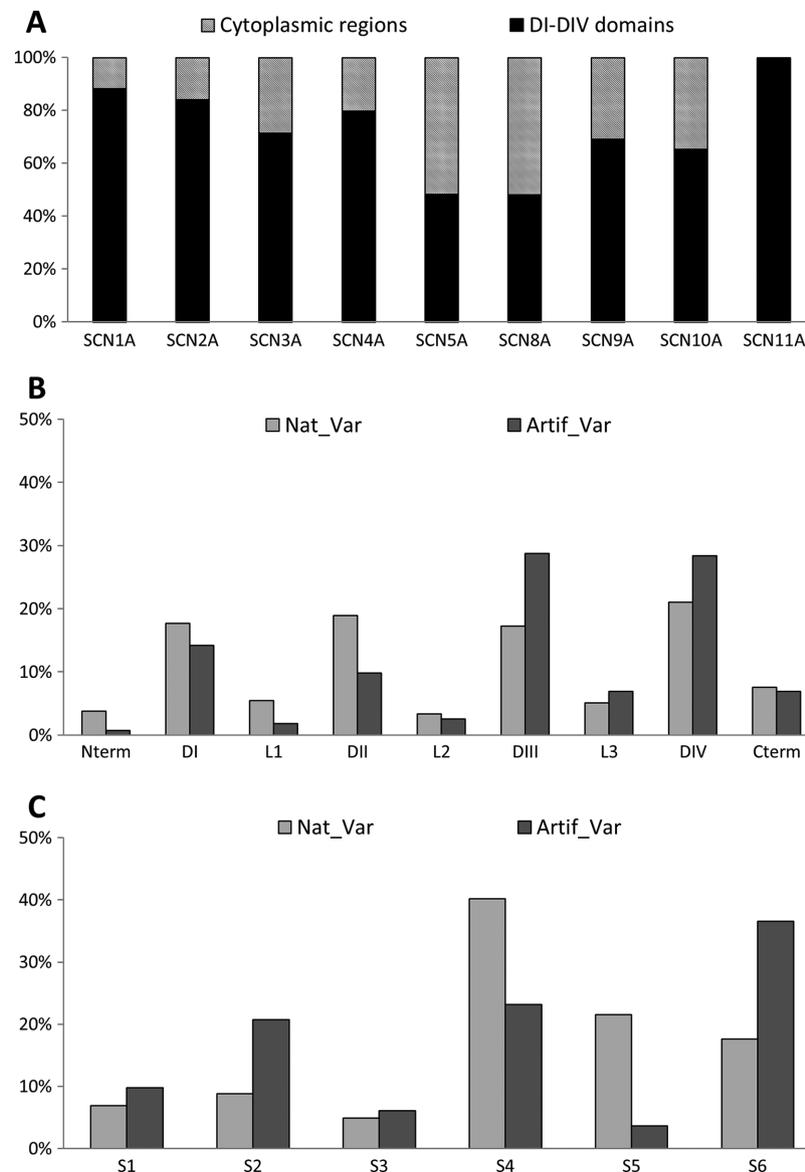 A
Cytoplasmic regions DI-DIV domains
100%
80%
60%
40%
20%
0%
SCN1A SCN2A SCN3A SCN4A SCN5A SCN8A SCN9A SCN10A SCN11A
B
50%
Nat_Var Artif_Var
40%
30%
20%
10%
0%
Nterm DI L1 DII L2 DIII L3 DIV Cterm
C
50%
Nat_Var Artif_Var
40%
30%
20%
10%
0%
S1 S2 S3 S4 S5 S6